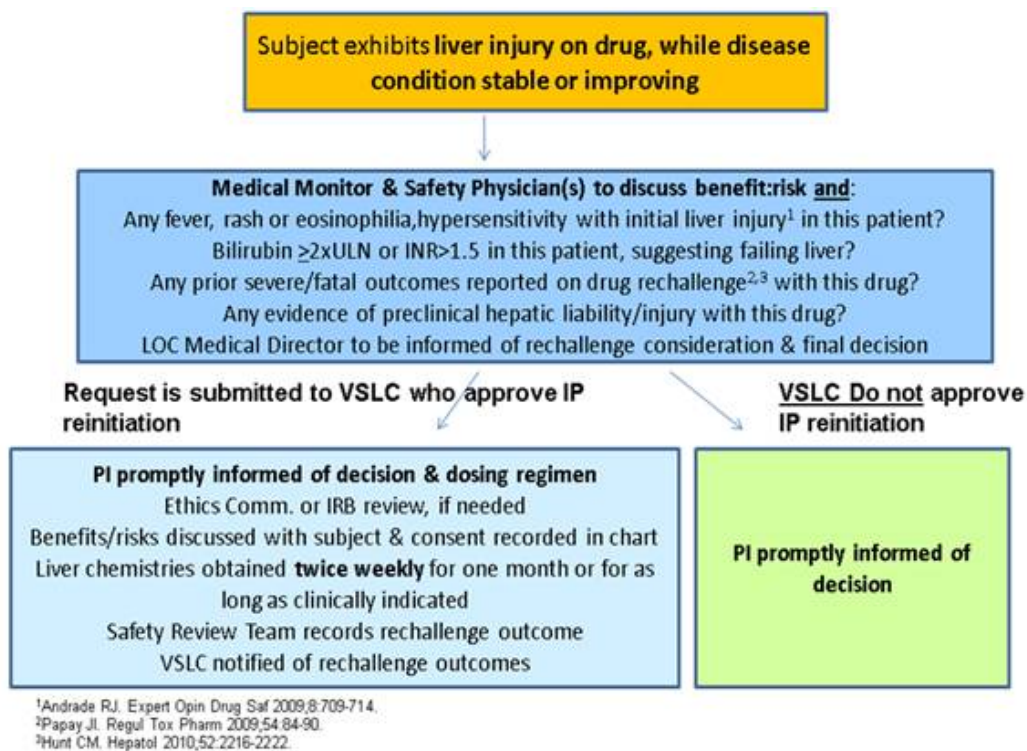 Subject exhibits liver injury on drug, while disease
condition stable or improving
Medical Monitor & Safety Physician(s) to discuss benefit:risk and:
Any fever, rash or eosinophilia,hypersensitivity with initial liver injury¹ in this patient?
Bilirubin ≥2xULN or INR>1.5 in this patient, suggesting failing liver?
Any prior severe/fatal outcomes reported on drug rechallenge²,³ with this drug?
Any evidence of preclinical hepatic liability/injury with this drug?
LOC Medical Director to be informed of rechallenge consideration & final decision
Request is submitted to VSLC who approve IP
reinitiation
VSLC Do not approve
IP reinitiation
PI promptly informed of decision & dosing regimen
Ethics Comm. or IRB review, if needed
Benefits/risks discussed with subject & consent recorded in chart
Liver chemistries obtained twice weekly for one month or for as
long as clinically indicated
Safety Review Team records rechallenge outcome
VSLC notified of rechallenge outcomes
PI promptly informed of
decision
¹Andrade RJ. Expert Opin Drug Saf 2009;8:709-714.
²Papay JI. Regul Tox Pharm 2009;54:84-90.
³Hunt CM. Hepatol 2010;52:2216-2222.